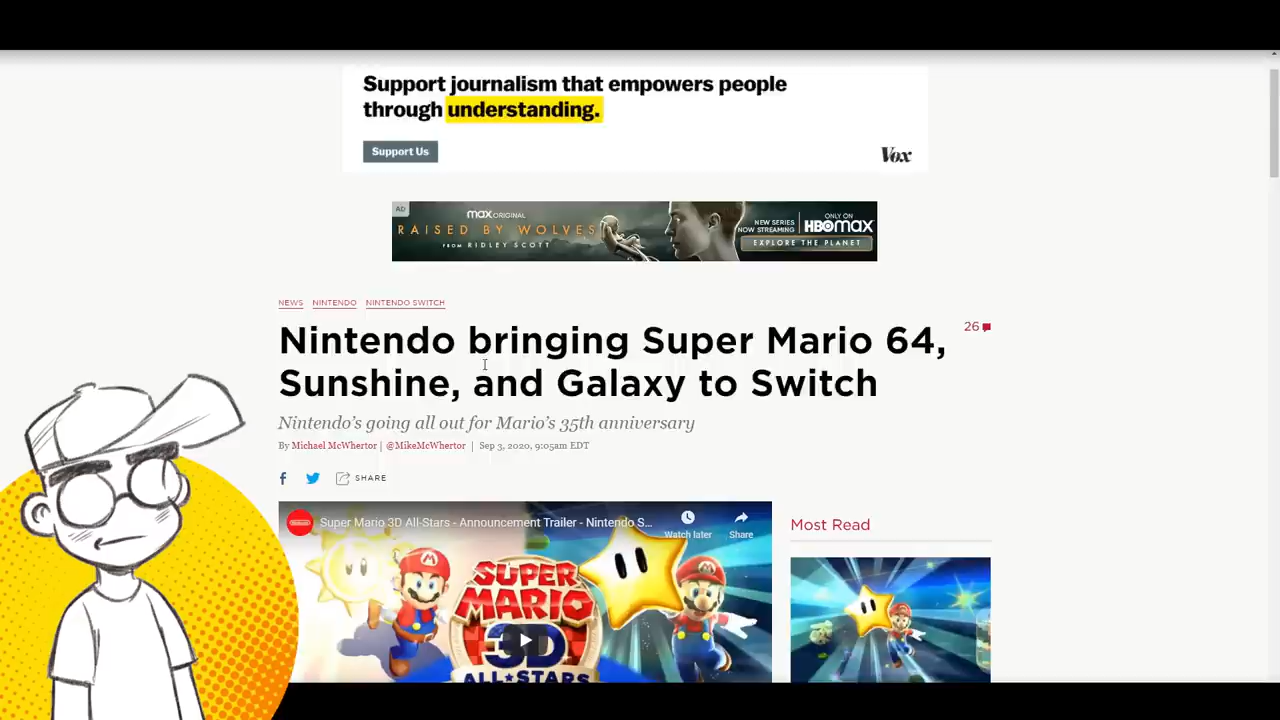 Support journalism that empowers people
through understanding.
Support Us
Vox
AD
max ORIGINAL
RAISED BY WOLVES
FROM RIDLEY SCOTT
NEW SERIES
NOW STREAMING
ONLY ON
HBOmax
EXPLORE THE PLANET
NEWS NINTENDO NINTENDO SWITCH
Nintendo bringing Super Mario 64,
Sunshine, and Galaxy to Switch
26
Nintendo's going all out for Mario's 35th anniversary
By Michael McWhertor | @MikeMcWhertor | Sep 3, 2020, 9:05am EDT
SHARE
Super Mario 3D All-Stars - Announcement Trailer - Nintendo S...
Watch later
Share
Most Read
SUPER
MARIO
3D
ALL★STARS